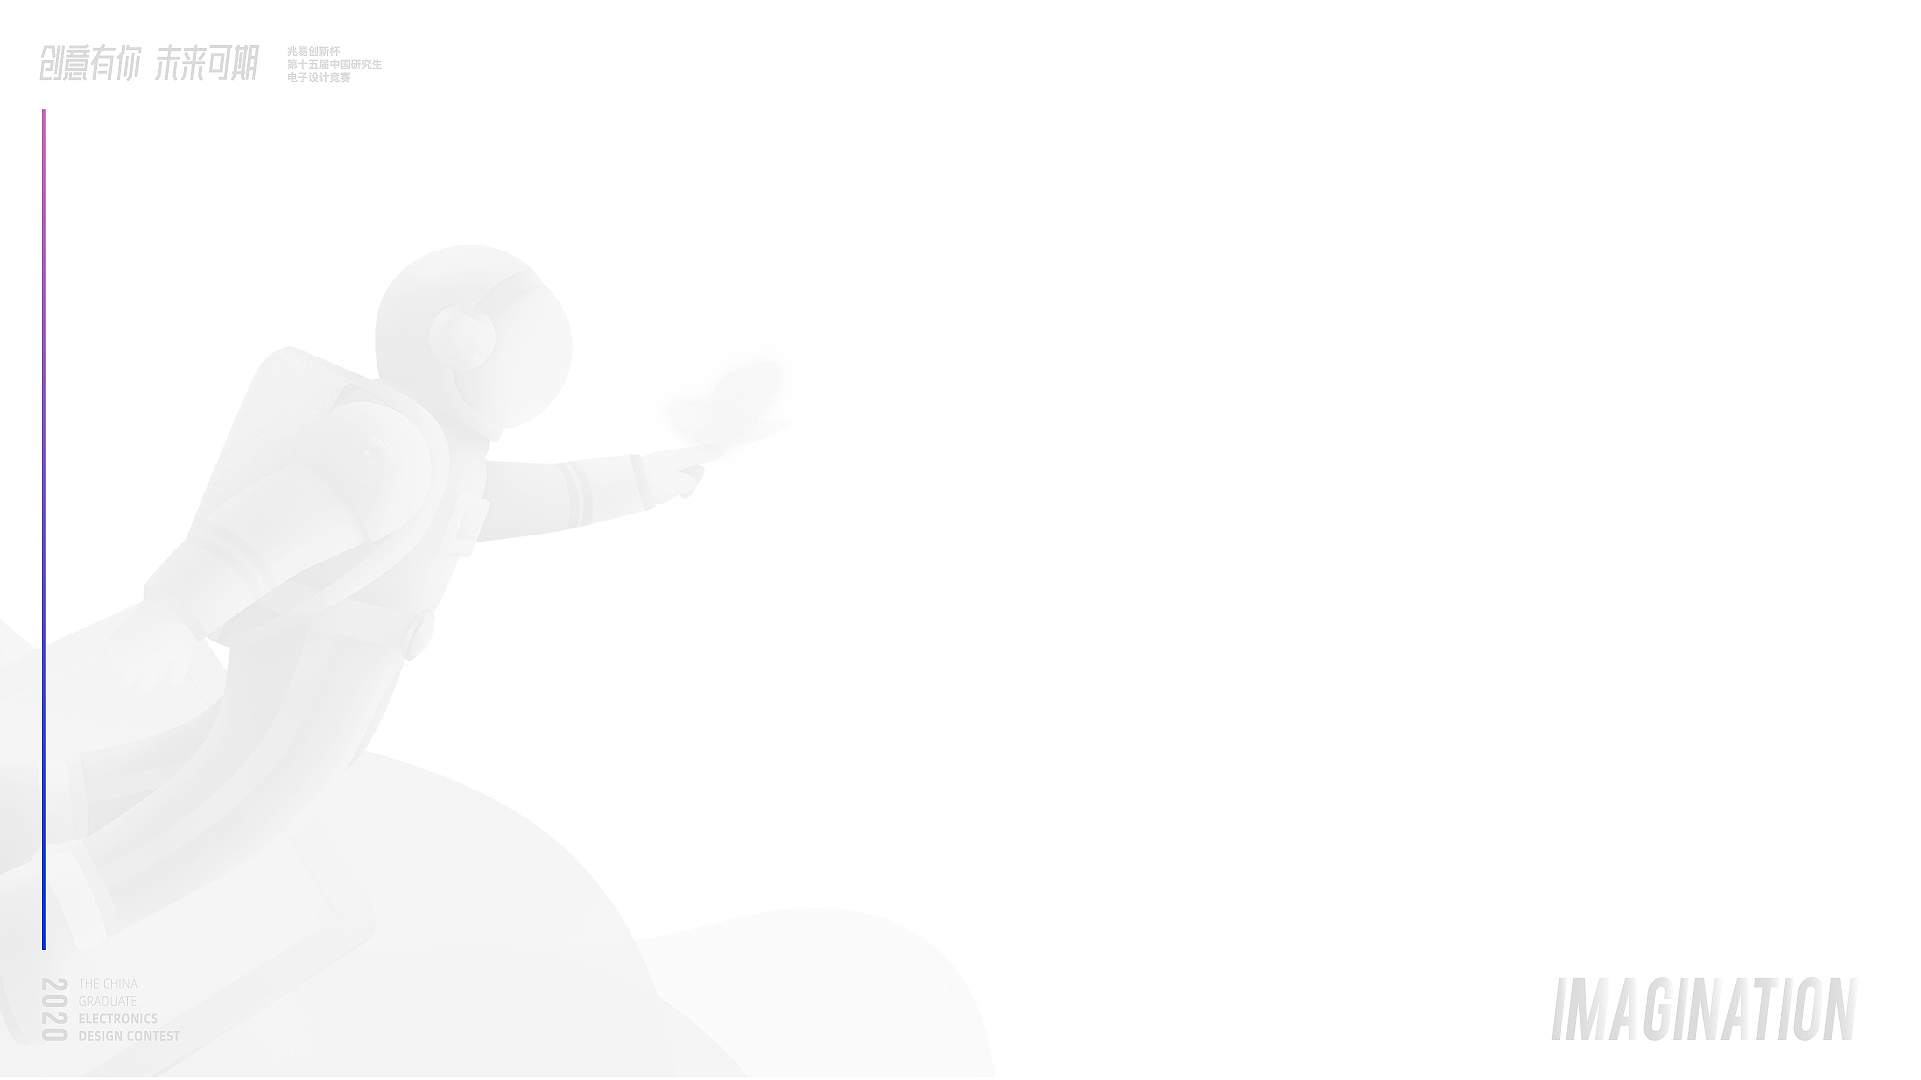 创意有你 未来可期
兆易创新杯
第十五届中国研究生
电子设计竞赛
2020
THE CHINA
GRADUATE
ELECTRONICS
DESIGN CONTEST
IMAGINATION